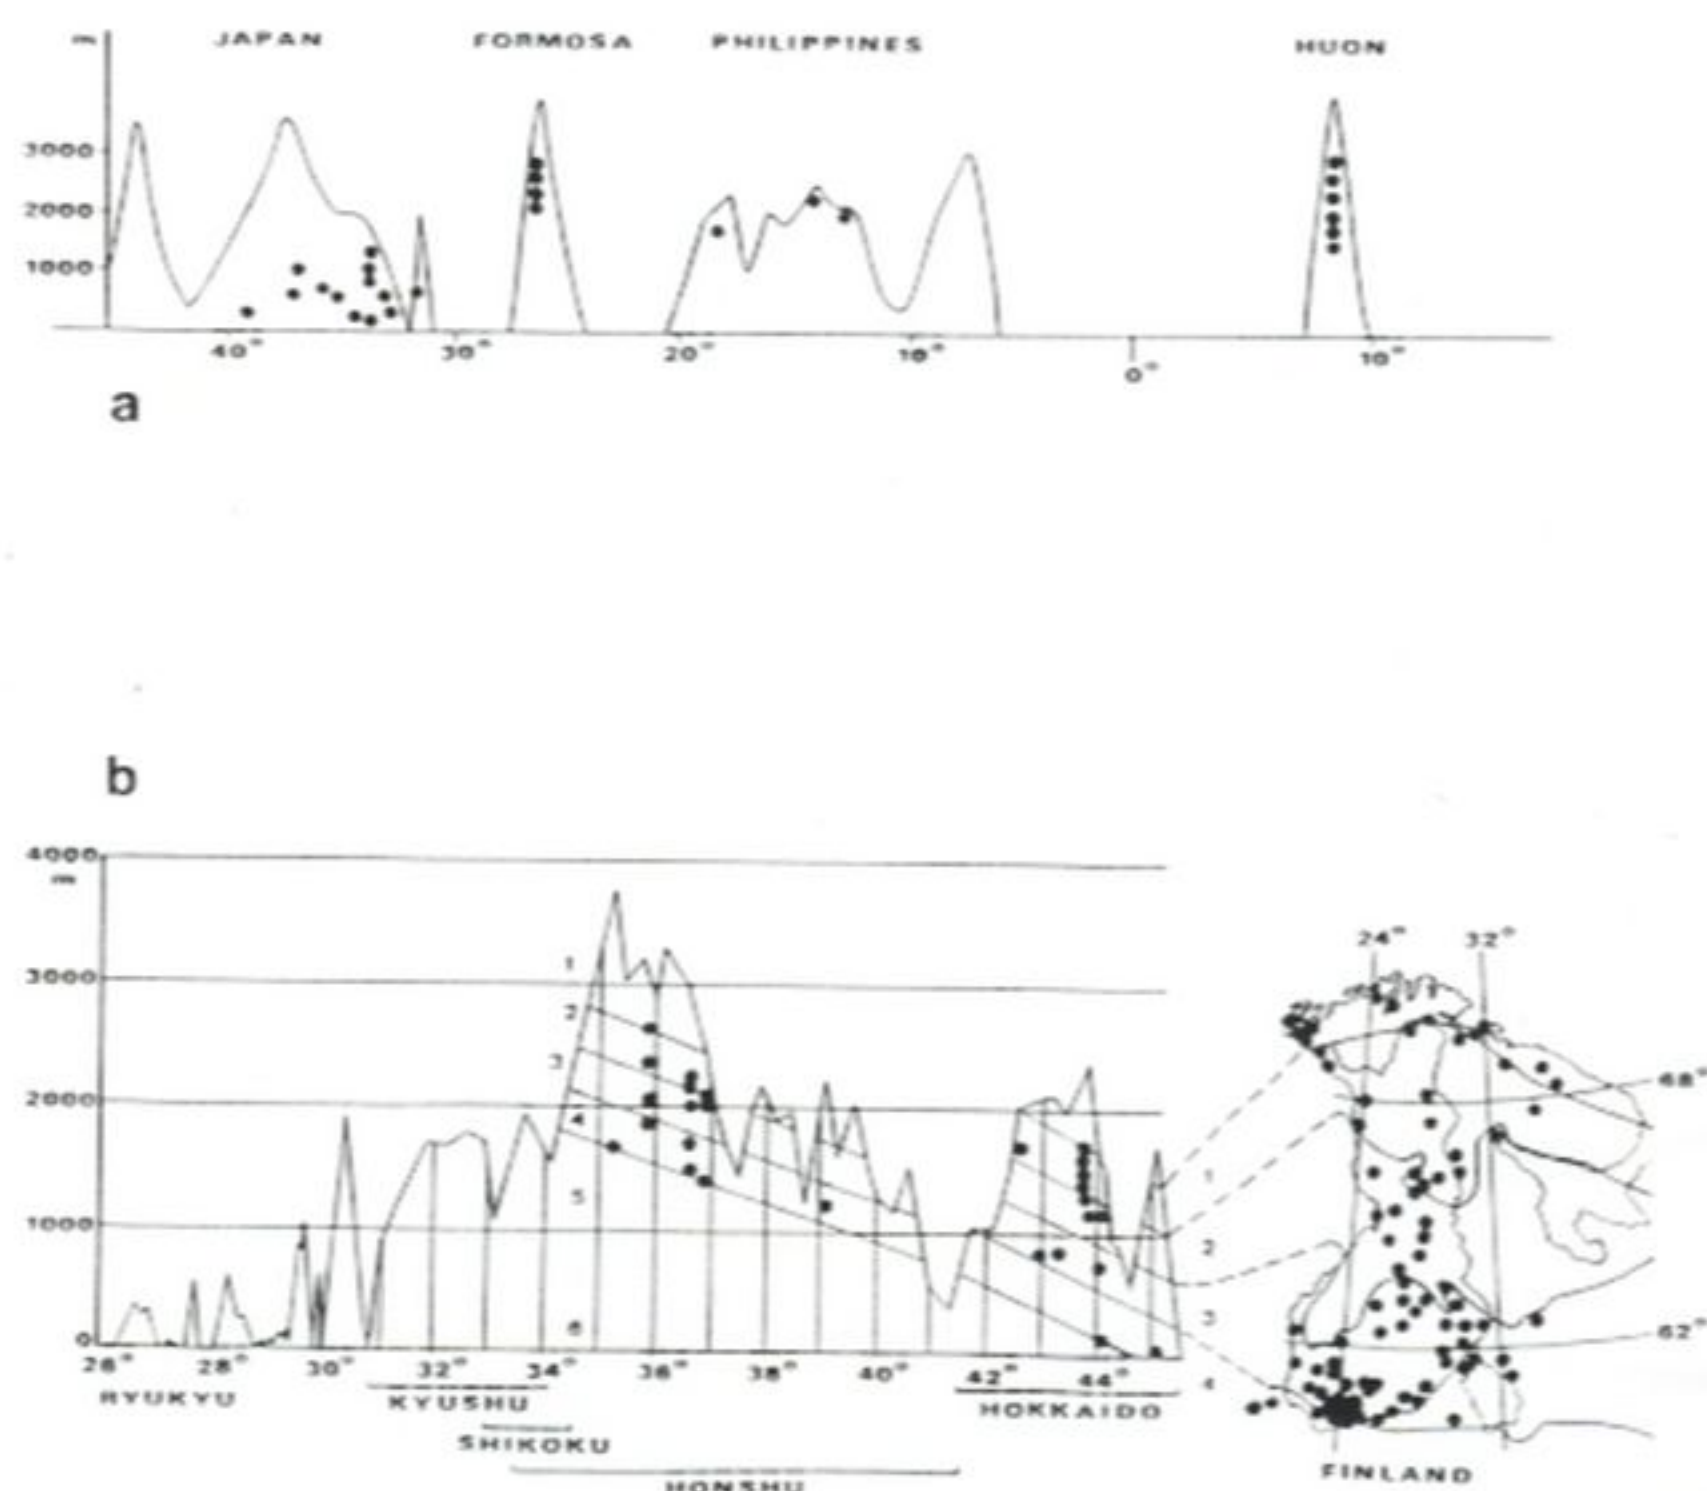 m JAPAN FORMOSA PHILIPPINES HUON
3000
2000
1000
40° 30° 20° 10° 0° 10°
a
b
4000
m
3000
2000
1000
0
1
2
3
4
5
6
26° 28° 30° 32° 34° 36° 38° 40° 42° 44°
RYUKYU KYUSHU HOKKAIDO
SHIKOKU
HONSHU
1
2
3
4
24° 32°
68°
62°
FINLAND